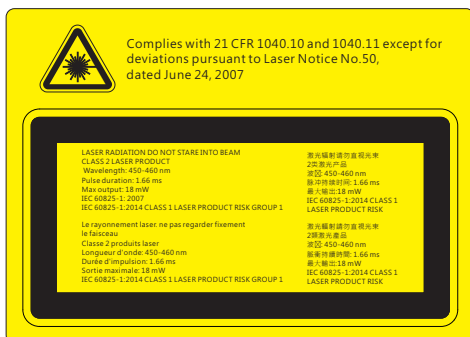 Complies with 21 CFR 1040.10 and 1040.11 except for
deviations pursuant to Laser Notice No.50,
dated June 24, 2007
LASER RADIATION DO NOT STARE INTO BEAM
CLASS 2 LASER PRODUCT
Wavelength: 450-460 nm
Pulse duration: 1.66 ms
Max output: 18 mW
IEC 60825-1: 2007
IEC 60825-1:2014 CLASS 1 LASER PRODUCT RISK GROUP 1
Le rayonnement laser. ne pas regarder fixement
le faisceau
Classe 2 produits laser
Longueur d'onde: 450-460 nm
Durée d'impulsion: 1.66 ms
Sortie maximale: 18 mW
IEC 60825-1:2014 CLASS 1 LASER PRODUCT RISK GROUP 1
激光辐射请勿直视光束
2类激光产品
波: 450-460 nm
脉冲持续时间: 1.66 ms
最大输出:18 mW
IEC 60825-1:2014 CLASS 1
LASER PRODUCT RISK
激光輻射請勿直視光束
2類激光產品
波: 450-460 nm
脈衝持續時間: 1.66 ms
最大輸出:18 mW
IEC 60825-1:2014 CLASS 1
LASER PRODUCT RISK